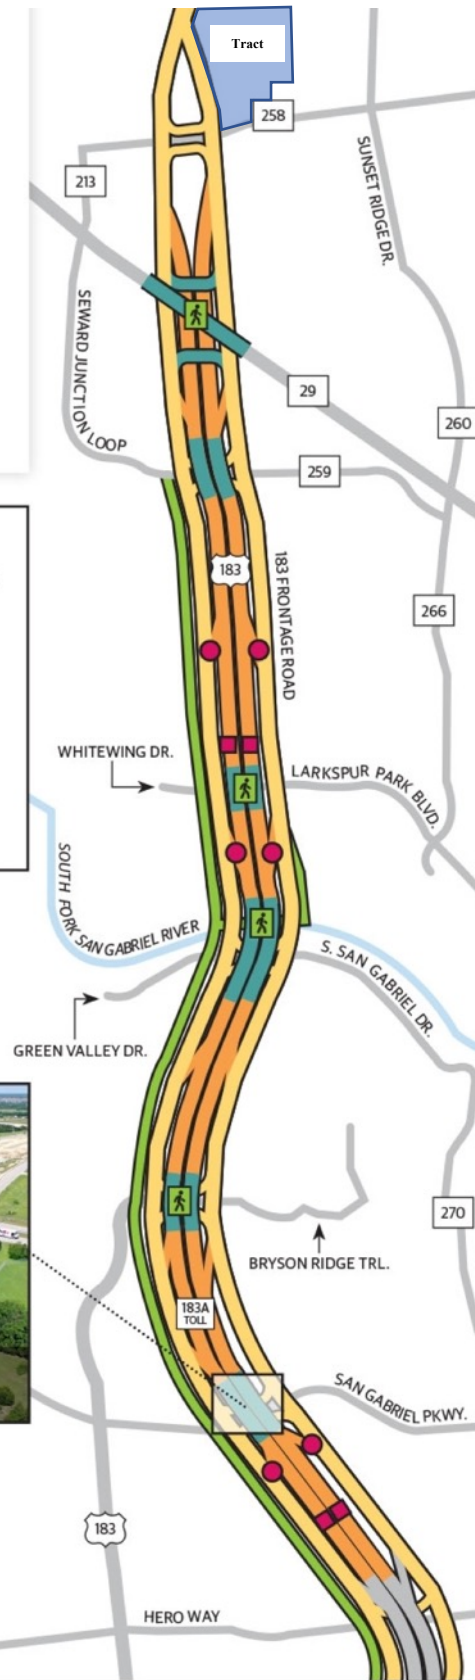 Tract
258
213
SUNSET RIDGE DR.
SEWARD JUNCTION LOOP
29
260
259
183
183 FRONTAGE ROAD
266
WHITEWING DR.
LARKSPUR PARK BLVD.
SOUTH FORK SAN GABRIEL RIVER
S. SAN GABRIEL DR.
GREEN VALLEY DR.
270
BRYSON RIDGE TRL.
183A
TOLL
SAN GABRIEL PKWY.
183
HERO WAY